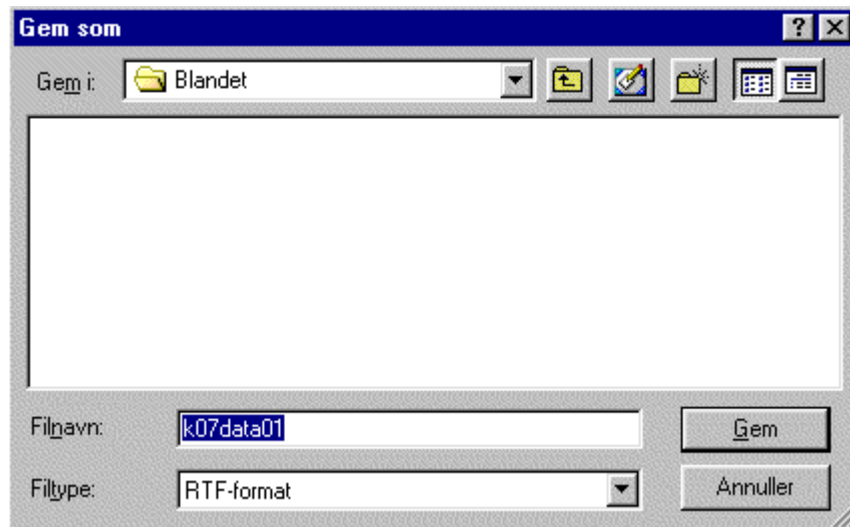 Gem som
Gem i: Blandet
Filnavn: k07data01 Gem
Filtype: RTF-format Annuller